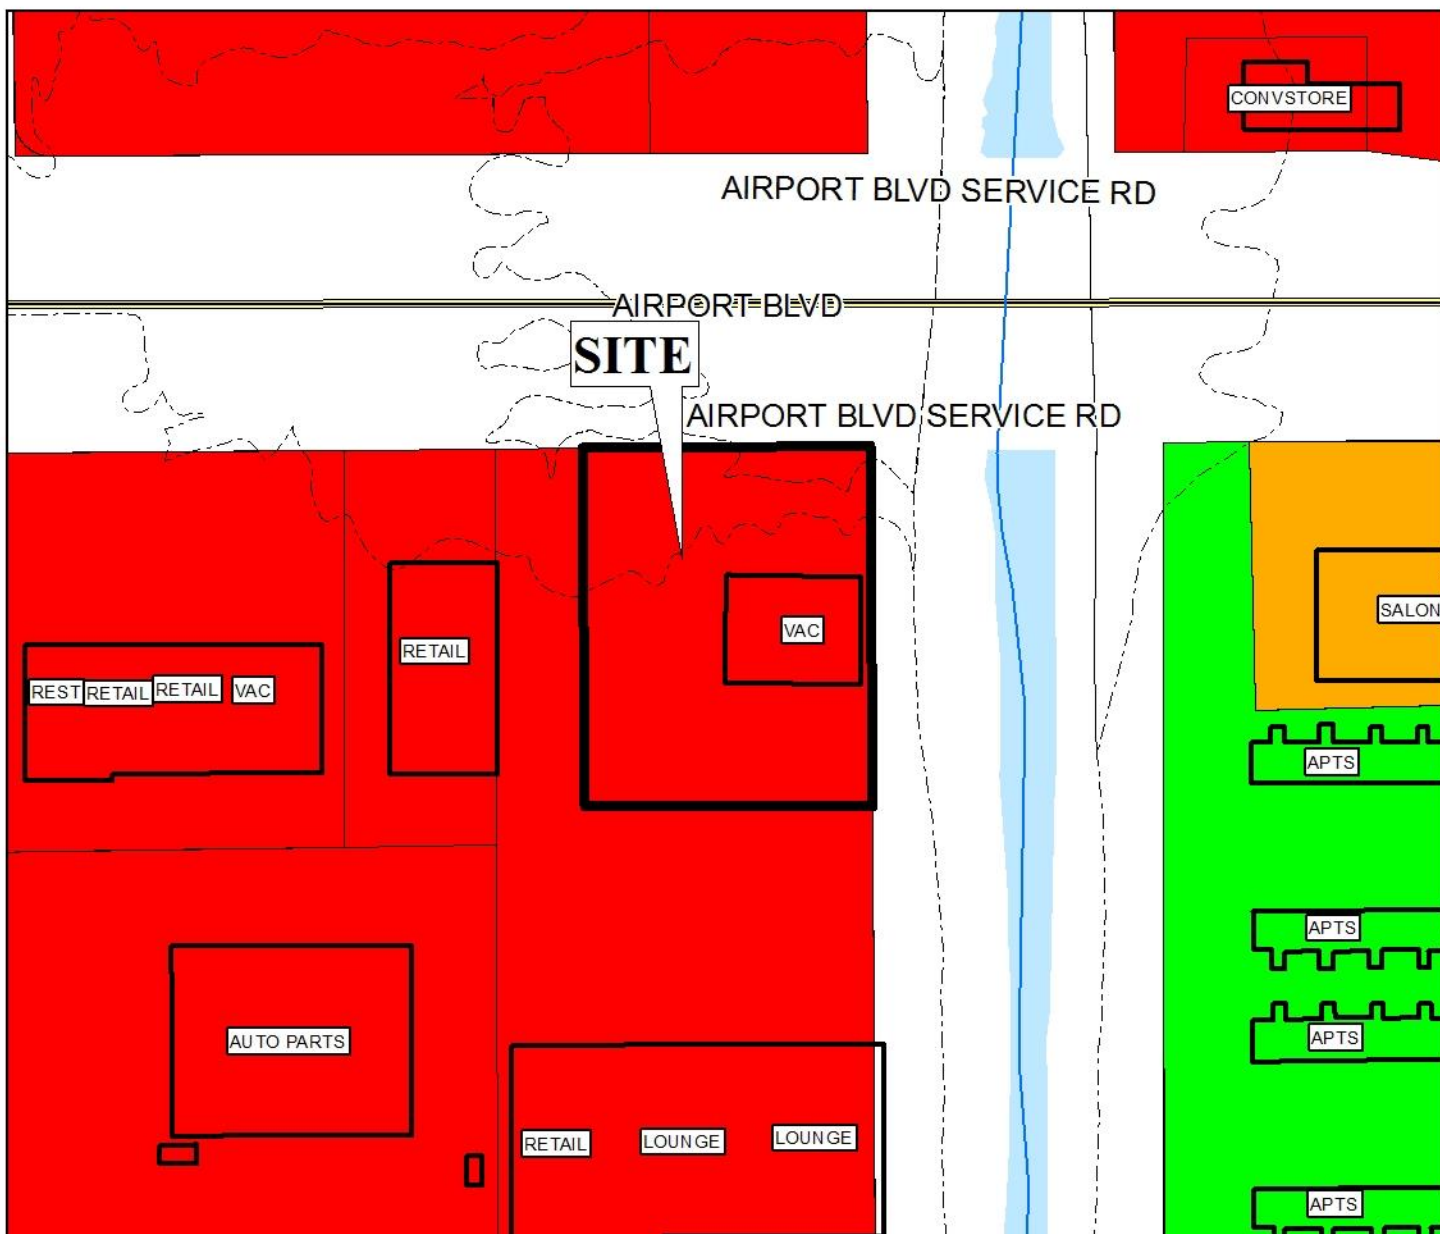 CONVSTORE
AIRPORT BLVD SERVICE RD
AIRPORT BLVD
SITE
AIRPORT BLVD SERVICE RD
SALON
VAC
RETAIL
REST RETAIL RETAIL VAC
APTS
APTS
APTS
AUTO PARTS
RETAIL LOUNGE LOUNGE
APTS